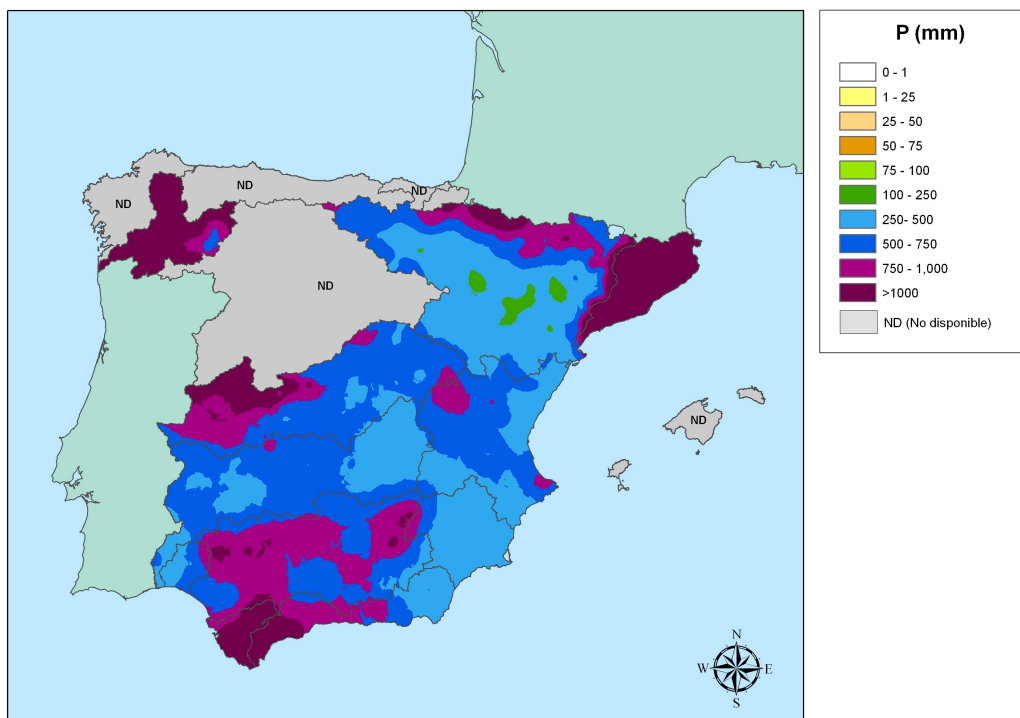 P (mm)
0 - 1
1 - 25
25 - 50
50 - 75
75 - 100
100 - 250
250- 500
500 - 750
750 - 1,000
>1000
ND (No disponible)
ND
ND
ND
ND
ND
N
W E
S